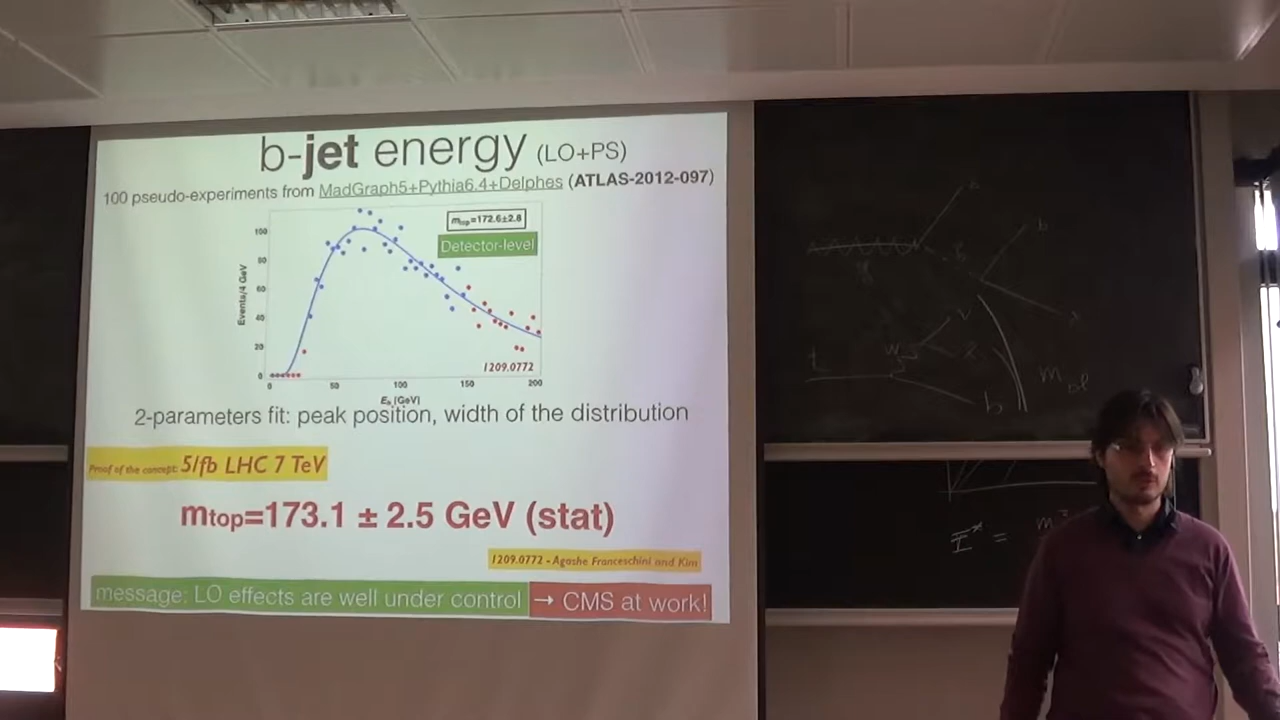 b-jet energy (LO+PS)
100 pseudo-experiments from MadGraph5+Pythia6.4+Delphes (ATLAS-2012-097)
mtop=172.6±2.8
Detector-level
Events/4 GeV
100
80
60
40
20
0
0 50 100 150 200
1209.0772
2-parameters fit: peak position, width of the distribution
Proof of the concept: 5/fb LHC 7 TeV
mtop=173.1 ± 2.5 GeV (stat)
1209.0772 - Agashe Franceschini and Kim
message: LO effects are well under control → CMS at work!
b
t
W
b